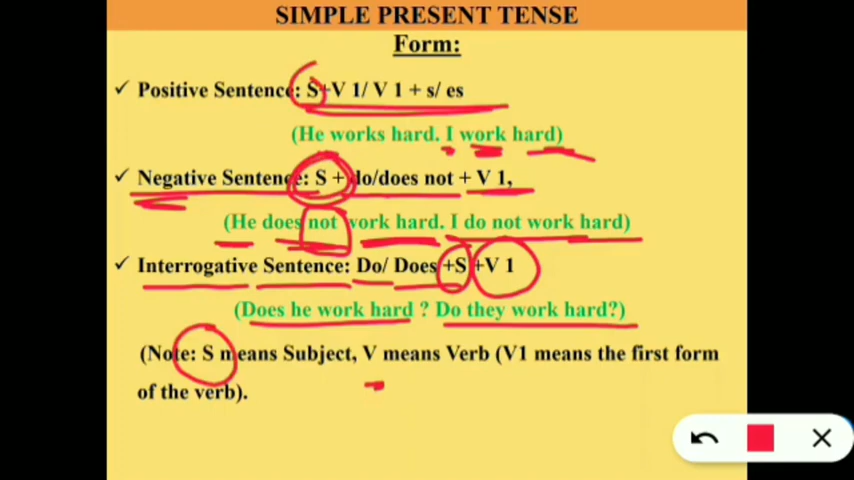 SIMPLE PRESENT TENSE
Form:
✓ Positive Sentence: S+V 1/ V 1 + s/ es
(He works hard. I work hard)
✓ Negative Sentence: S + do/does not + V 1,
(He does not work hard. I do not work hard)
✓ Interrogative Sentence: Do/ Does +S +V 1
(Does he work hard ? Do they work hard?)
(Note: S means Subject, V means Verb (V1 means the first form
of the verb).